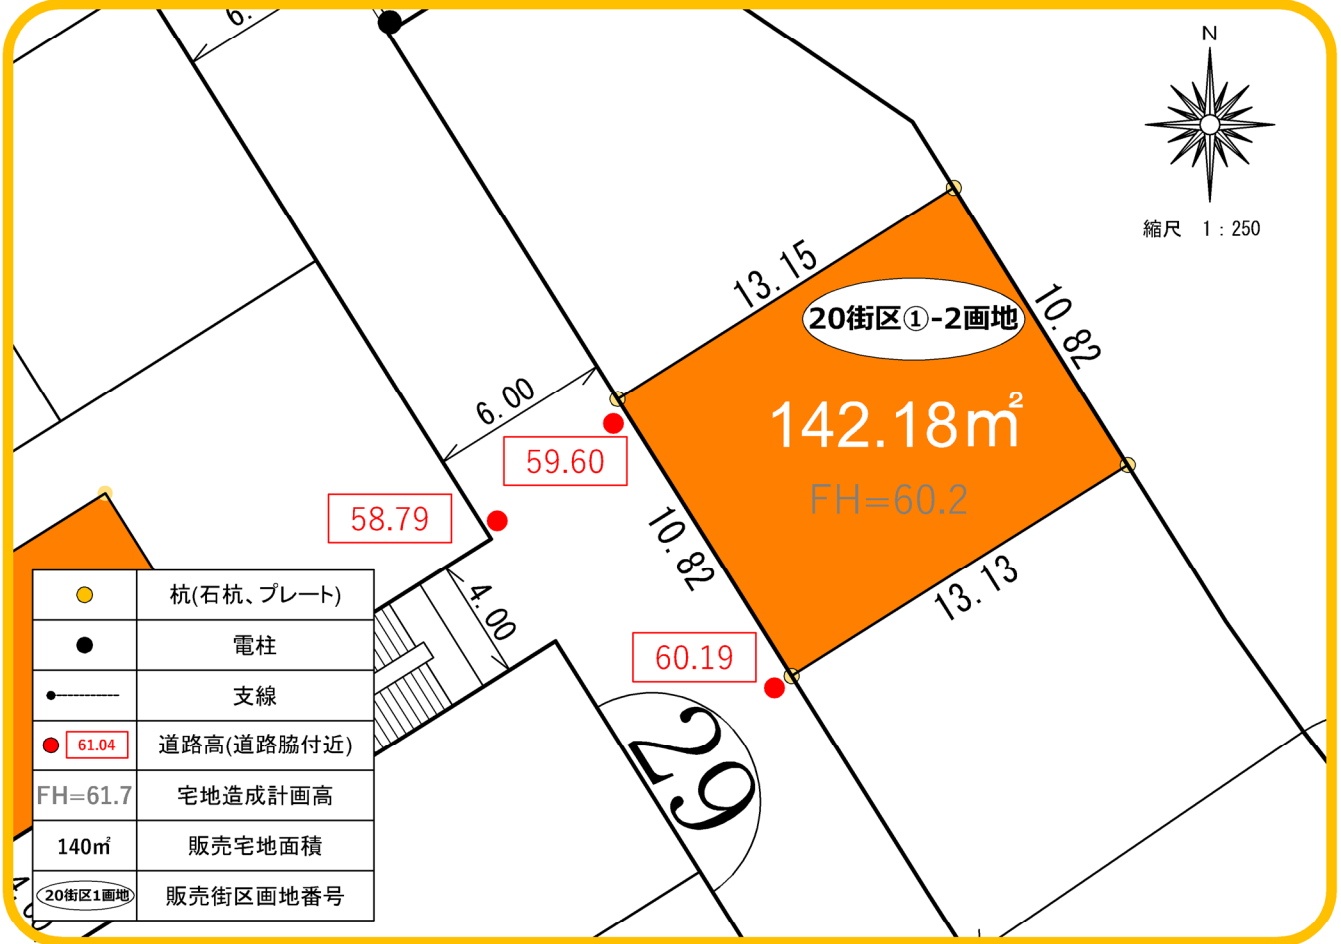 6.
N
縮尺 1：250
13.15
20街区①-2画地
10.82
6.00
142.18㎡
59.60
FH=60.2
58.79
10.82
13.13
4.00
60.19
29
杭(石杭、プレート)
電柱
支線
61.04 道路高(道路脇付近)
FH=61.7 宅地造成計画高
140㎡ 販売宅地面積
20街区1画地 販売街区画地番号